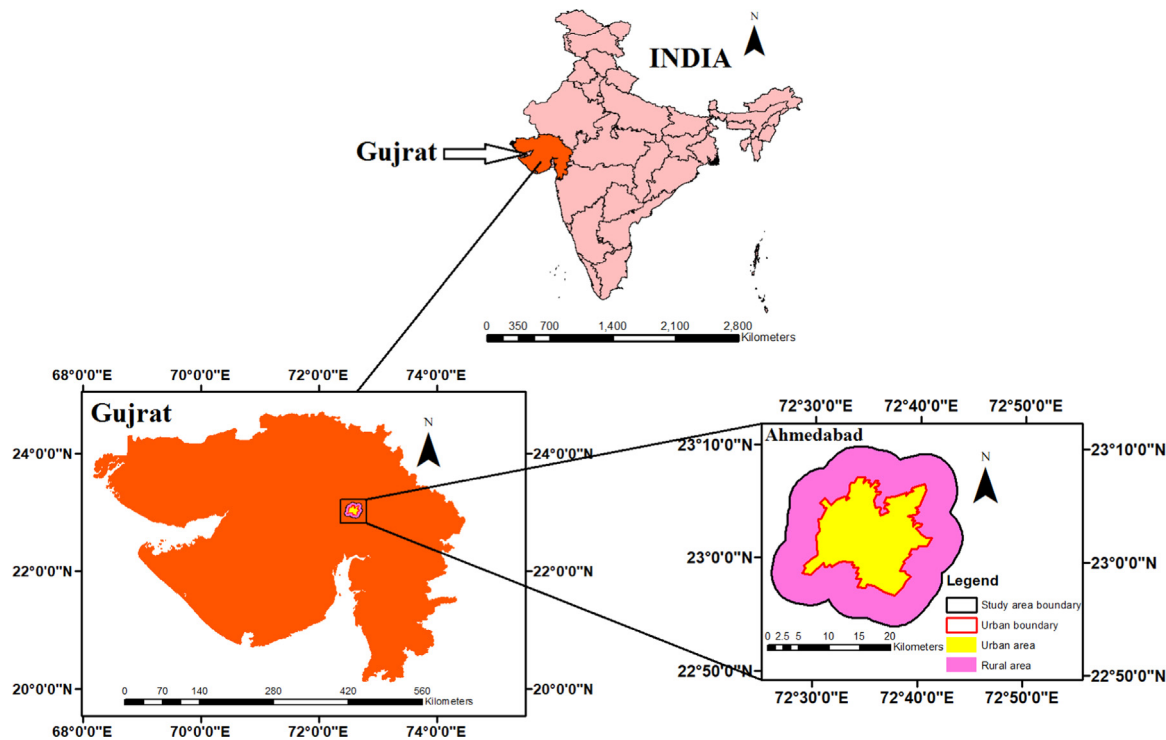 N
INDIA
Gujrat
0 350 700 1,400 2,100 2,800
Kilometers
68°0'0"E 70°0'0"E 72°0'0"E 74°0'0"E
Gujrat
N
24°0'0"N
24°0'0"N
22°0'0"N
22°0'0"N
20°0'0"N
20°0'0"N
0 70 140 280 420 560
Kilometers
68°0'0"E 70°0'0"E 72°0'0"E 74°0'0"E
72°30'0"E 72°40'0"E 72°50'0"E
Ahmedabad
N
23°10'0"N
23°10'0"N
23°0'0"N
23°0'0"N
Legend
Study area boundary
Urban boundary
Urban area
Rural area
0 2.5 5 10 15 20
Kilometers
22°50'0"N
22°50'0"N
72°30'0"E 72°40'0"E 72°50'0"E